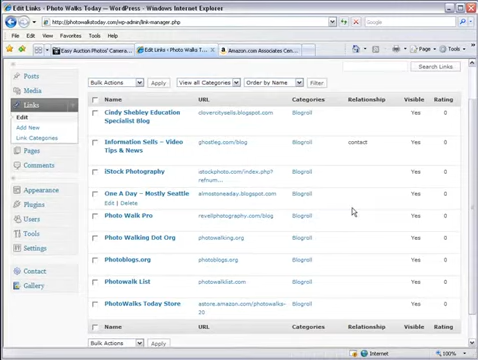 Edit Links ‹ Photo Walks Today — WordPress - Windows Internet Explorer
http://photowalkstoday.com/wp-admin/link-manager.php
File Edit View Favorites Tools Help
Easy Auction Photos' Camera... Edit Links ‹ Photo Walks T... Amazon.com Associates Cen...
Page Tools
Search Links
Bulk Actions Apply View all Categories Order by Name Filter
Name URL Categories Relationship Visible Rating
Cindy Shebley Education
Specialist Blog
clovercitysells.blogspot.com Blogroll Yes 0
Information Sells – Video
Tips & News
ghostleg.com/blog Blogroll contact Yes 0
iStock Photography istockphoto.com/index.php?
refnum... Blogroll Yes 0
One A Day – Mostly Seattle aimsstoneaday.blogspot.com Blogroll Yes 0
Edit | Delete
Photo Walk Pro revellphotography.com/blog Blogroll Yes 0
Photo Walking Dot Org photowalking.org Blogroll Yes 0
Photoblogs.org photoblogs.org Blogroll Yes 0
Photowalk List photowalklist.com Blogroll Yes 0
PhotoWalks Today Store astore.amazon.com/photowalks-
20 Blogroll Yes 0
Name URL Categories Relationship Visible Rating
Bulk Actions Apply
Posts
Media
Links
Edit
Add New
Link Categories
Pages
Comments
Appearance
Plugins
Users
Tools
Settings
Contact
Gallery
Internet 100%